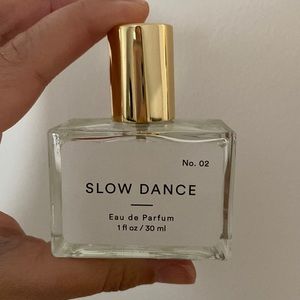 No. 02
SLOW DANCE
Eau de Parfum
1 fl oz / 30 ml